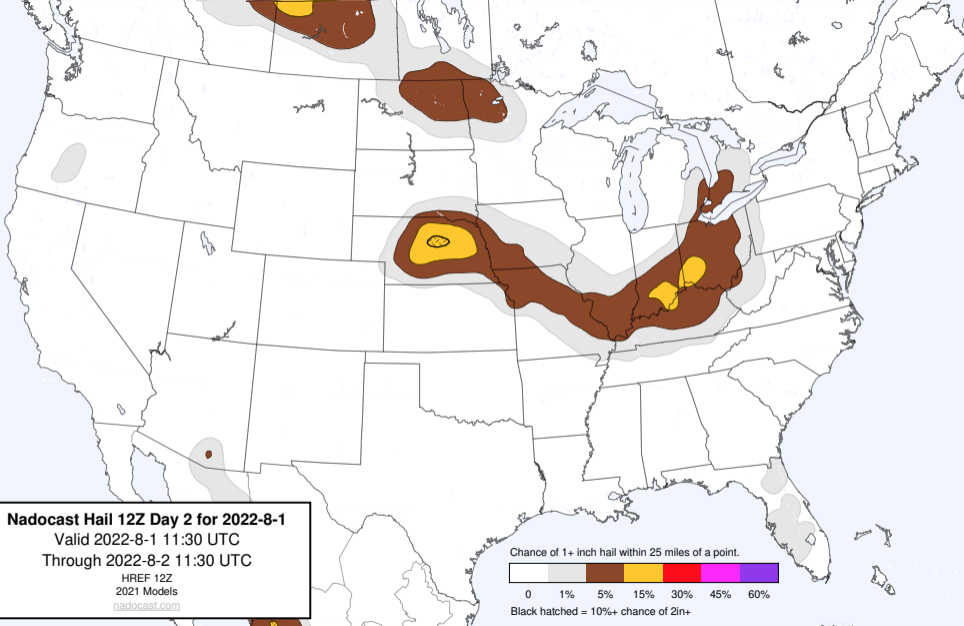 Nadocast Hail 12Z Day 2 for 2022-8-1
Valid 2022-8-1 11:30 UTC
Through 2022-8-2 11:30 UTC
HREF 12Z
2021 Models
nadocast.com
Chance of 1+ inch hail within 25 miles of a point.
0 1% 5% 15% 30% 45% 60%
Black hatched = 10%+ chance of 2in+